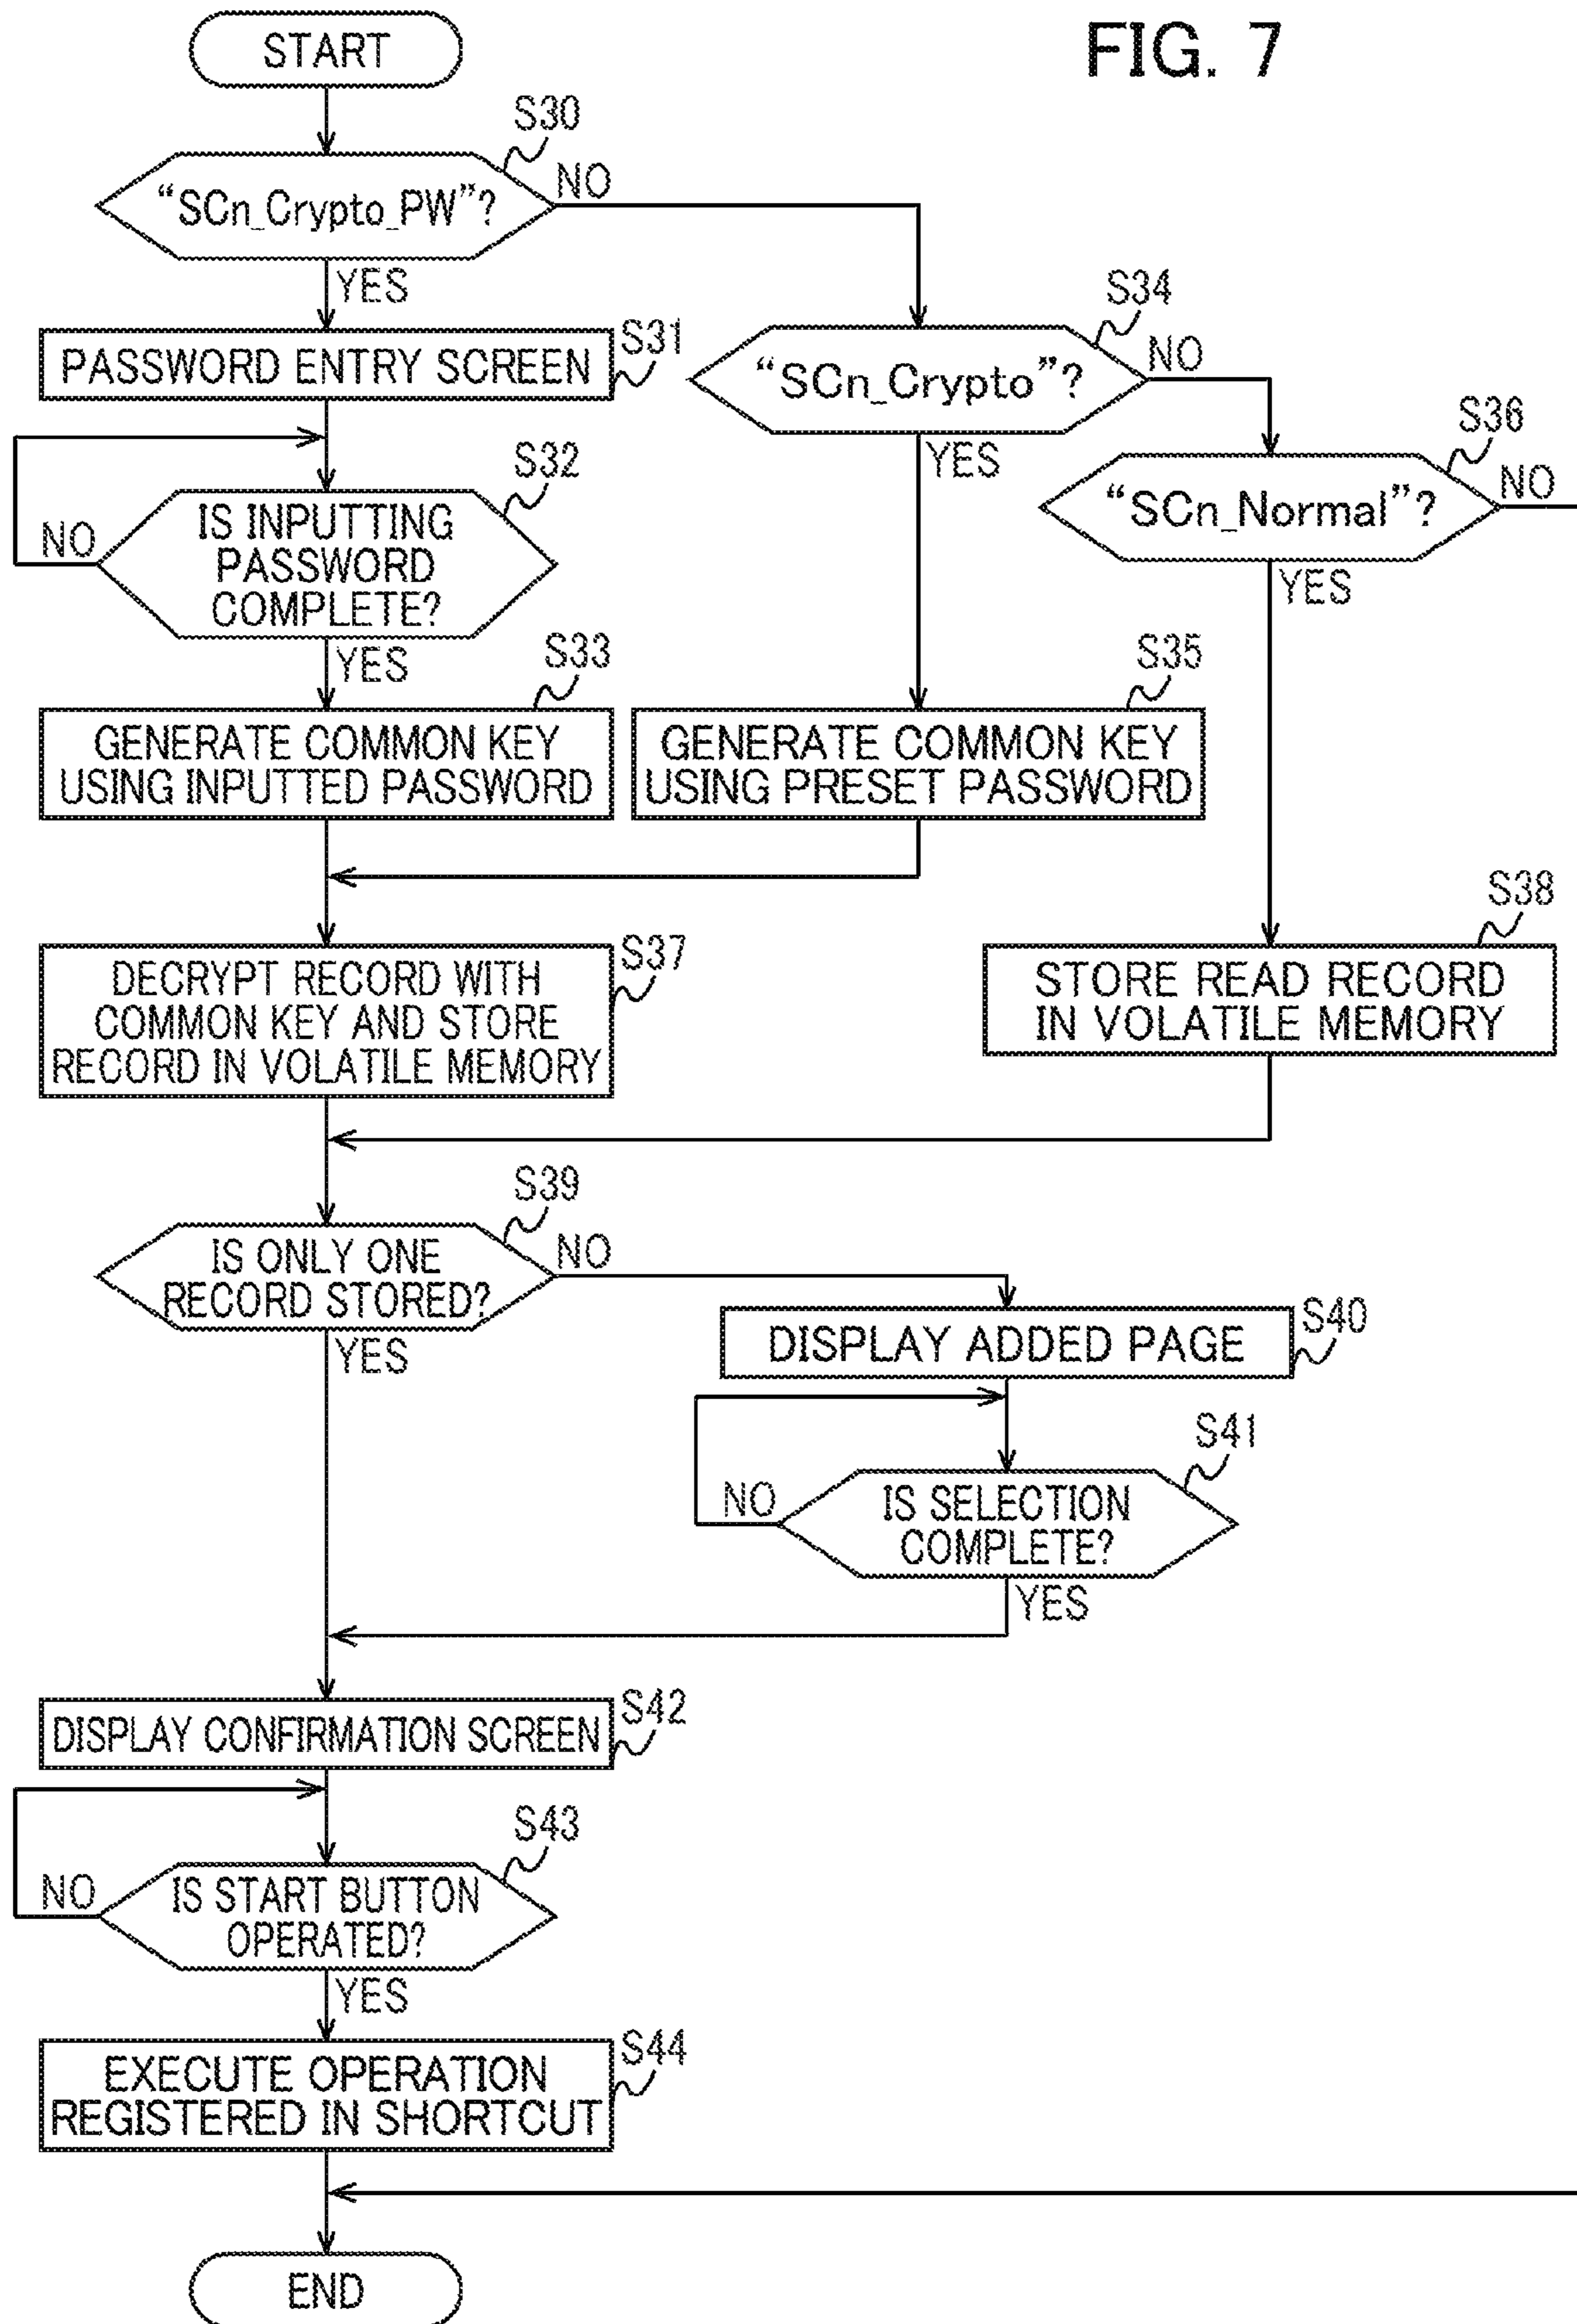 FIG. 7
START
S30
“SCn_Crypto_PW”?
NO
YES
S31
PASSWORD ENTRY SCREEN
S34
“SCn_Crypto”?
NO
YES
S36
“SCn_Normal”?
NO
YES
S32
IS INPUTTING
PASSWORD
COMPLETE?
NO
YES
S33
GENERATE COMMON KEY
USING INPUTTED PASSWORD
S35
GENERATE COMMON KEY
USING PRESET PASSWORD
S37
DECRYPT RECORD WITH
COMMON KEY AND STORE
RECORD IN VOLATILE MEMORY
S38
STORE READ RECORD
IN VOLATILE MEMORY
S39
IS ONLY ONE
RECORD STORED?
NO
YES
S40
DISPLAY ADDED PAGE
S41
IS SELECTION
COMPLETE?
NO
YES
S42
DISPLAY CONFIRMATION SCREEN
S43
IS START BUTTON
OPERATED?
NO
YES
S44
EXECUTE OPERATION
REGISTERED IN SHORTCUT
END